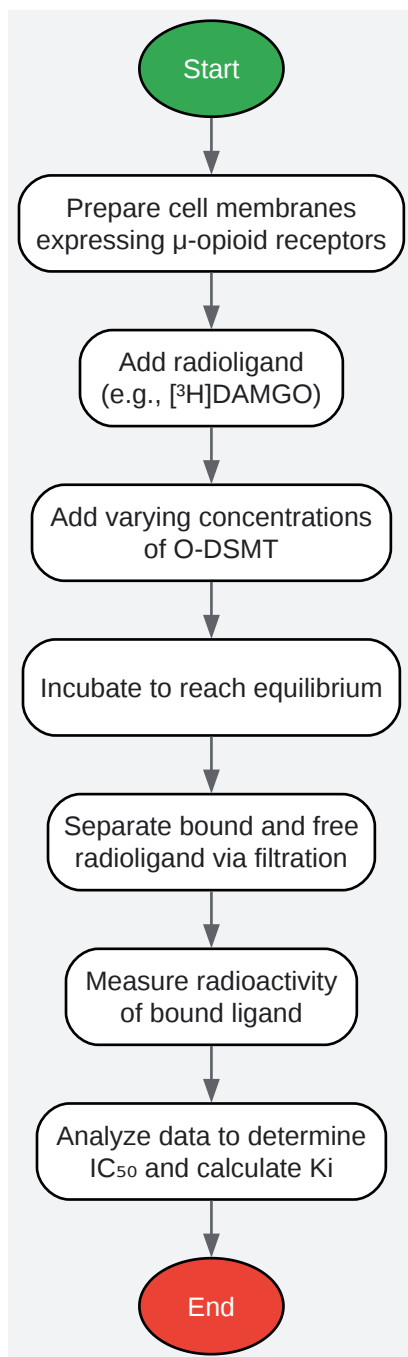 Start
Prepare cell membranes
expressing μ-opioid receptors
Add radioligand
(e.g., [³H]DAMGO)
Add varying concentrations
of O-DSMT
Incubate to reach equilibrium
Separate bound and free
radioligand via filtration
Measure radioactivity
of bound ligand
Analyze data to determine
IC₅₀ and calculate Ki
End